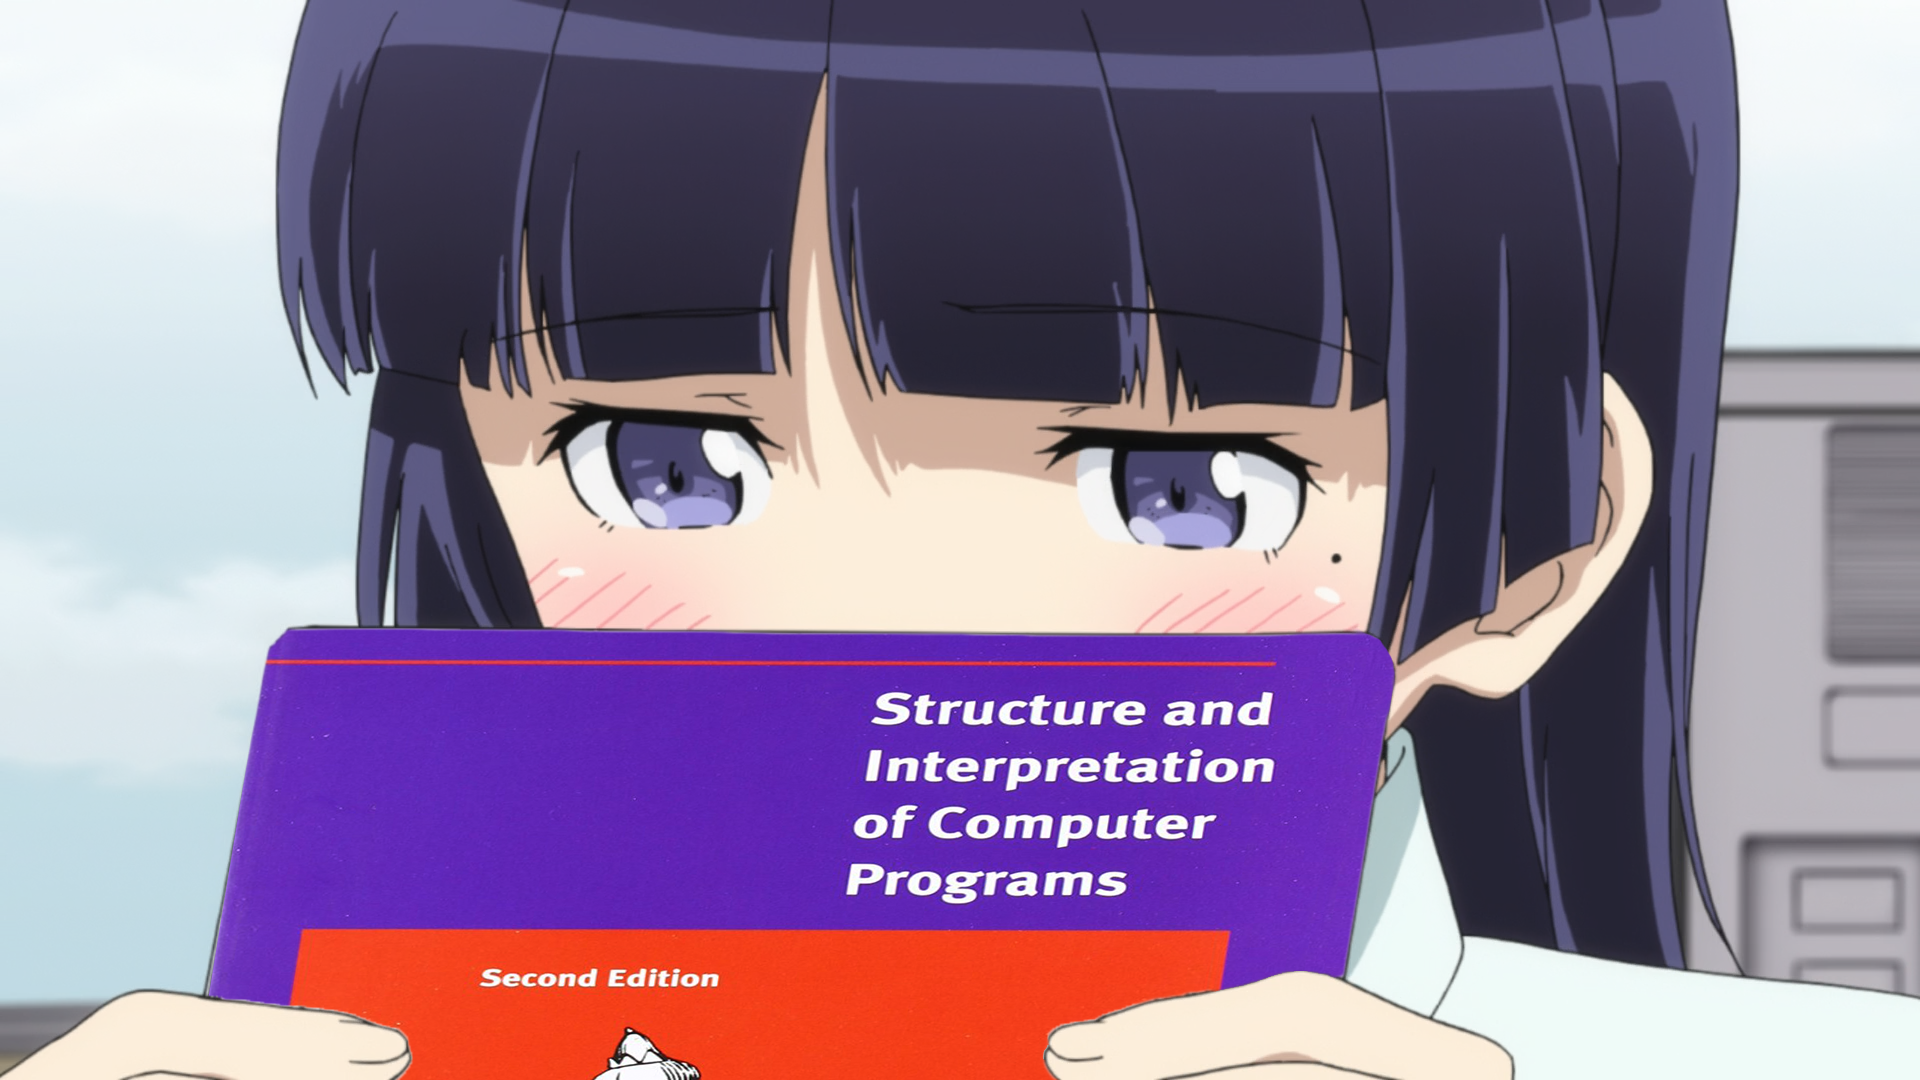 Structure and
Interpretation
of Computer
Programs
Second Edition